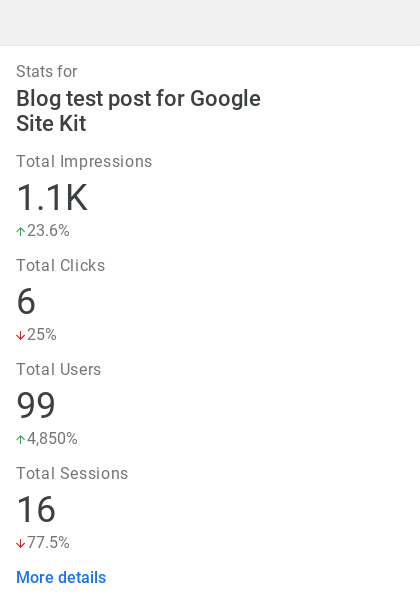 Stats for
Blog test post for Google
Site Kit
Total Impressions
1.1K
↑23.6%
Total Clicks
6
↓25%
Total Users
99
↑4,850%
Total Sessions
16
↓77.5%
More details